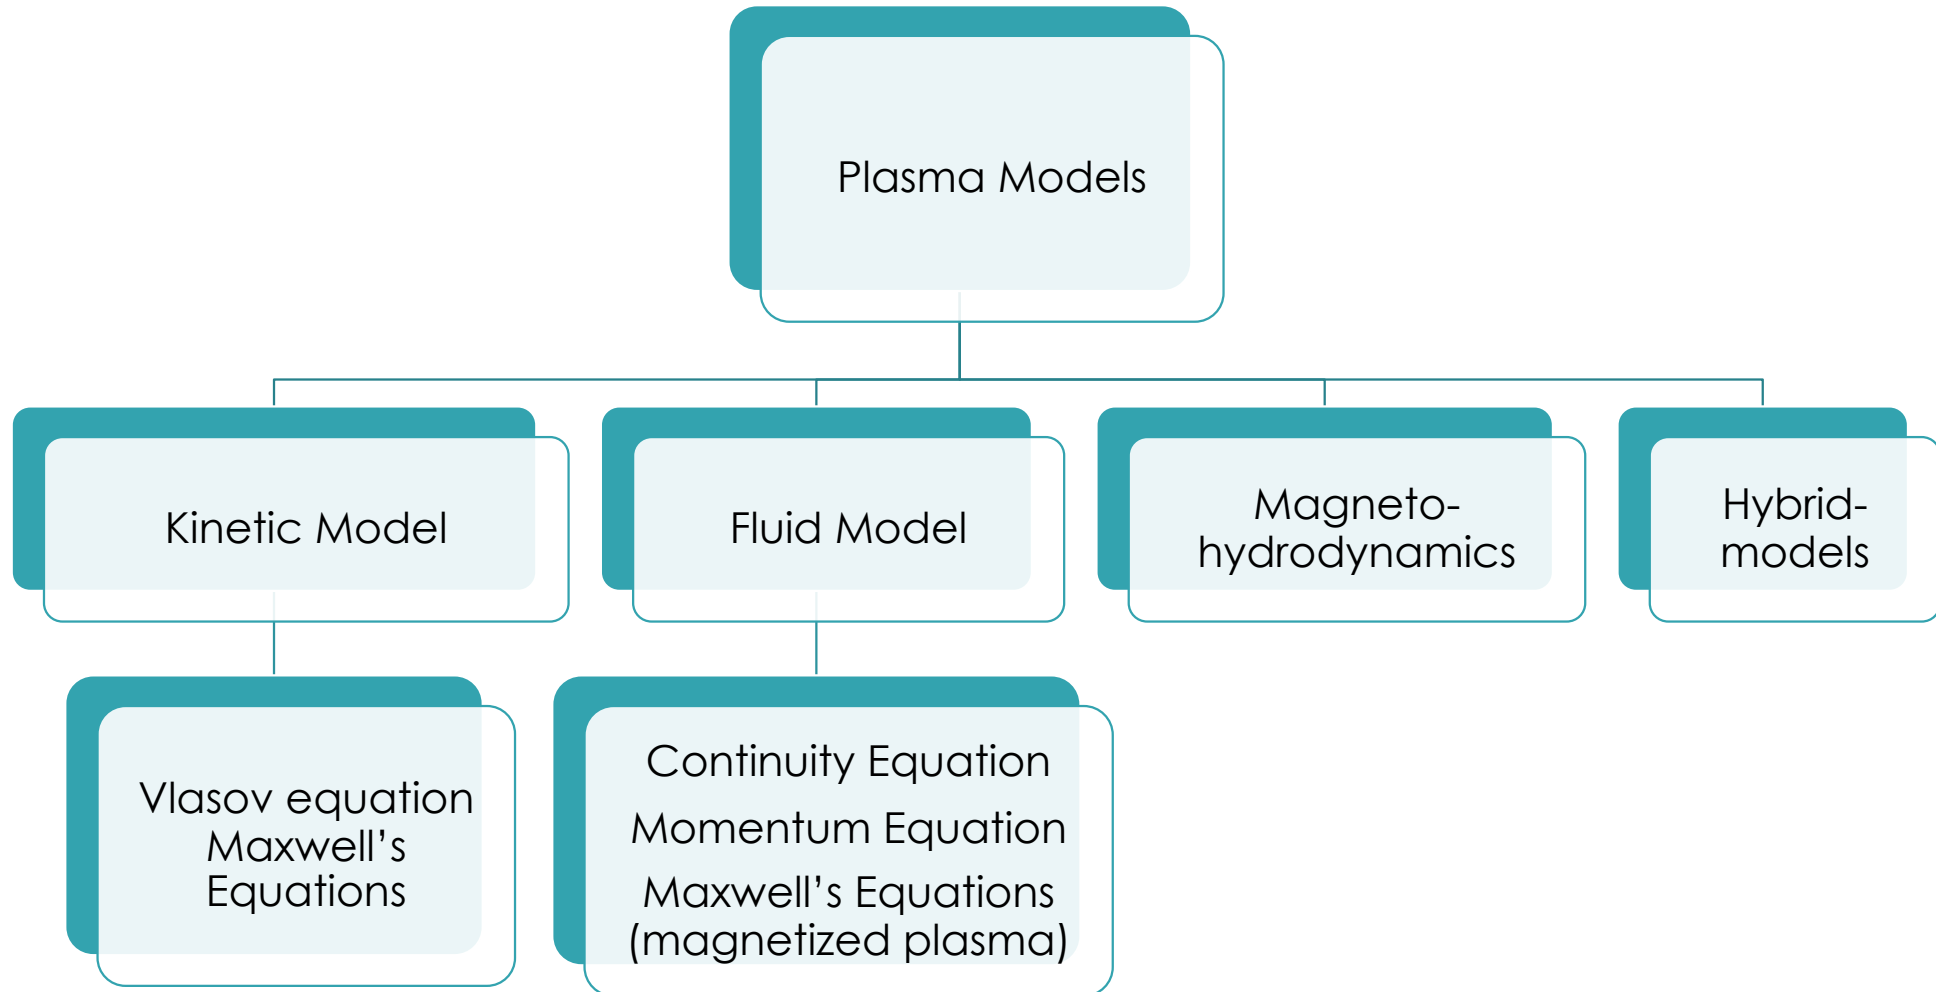 Plasma Models
Kinetic Model
Fluid Model
Magneto-
hydrodynamics
Hybrid-
models
Vlasov equation
Maxwell’s
Equations
Continuity Equation
Momentum Equation
Maxwell’s Equations
(magnetized plasma)